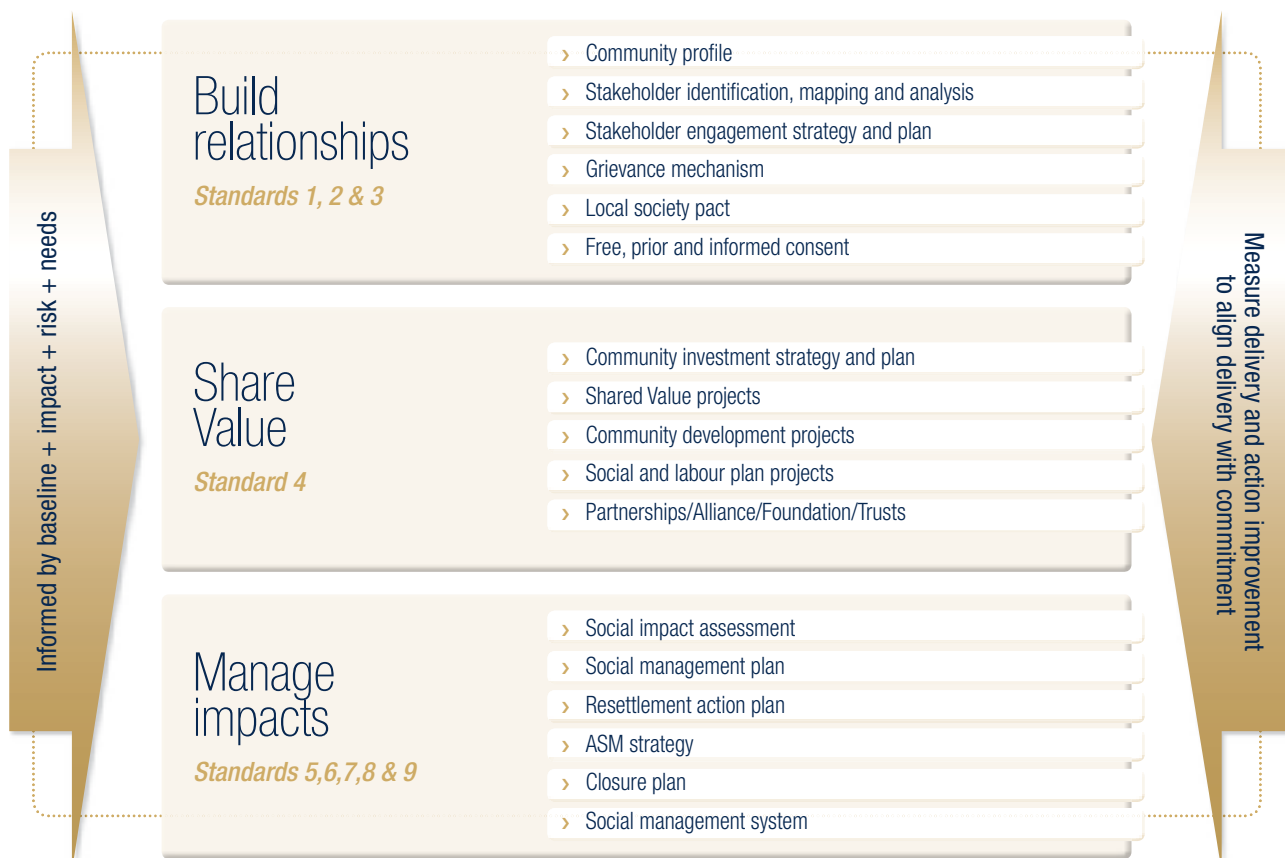 Informed by baseline + impact + risk + needs
Build
relationships
Standards 1, 2 & 3
› Community profile
› Stakeholder identification, mapping and analysis
› Stakeholder engagement strategy and plan
› Grievance mechanism
› Local society pact
› Free, prior and informed consent
Share
Value
Standard 4
› Community investment strategy and plan
› Shared Value projects
› Community development projects
› Social and labour plan projects
› Partnerships/Alliance/Foundation/Trusts
Manage
impacts
Standards 5,6,7,8 & 9
› Social impact assessment
› Social management plan
› Resettlement action plan
› ASM strategy
› Closure plan
› Social management system
Measure delivery and action improvement
to align delivery with commitment